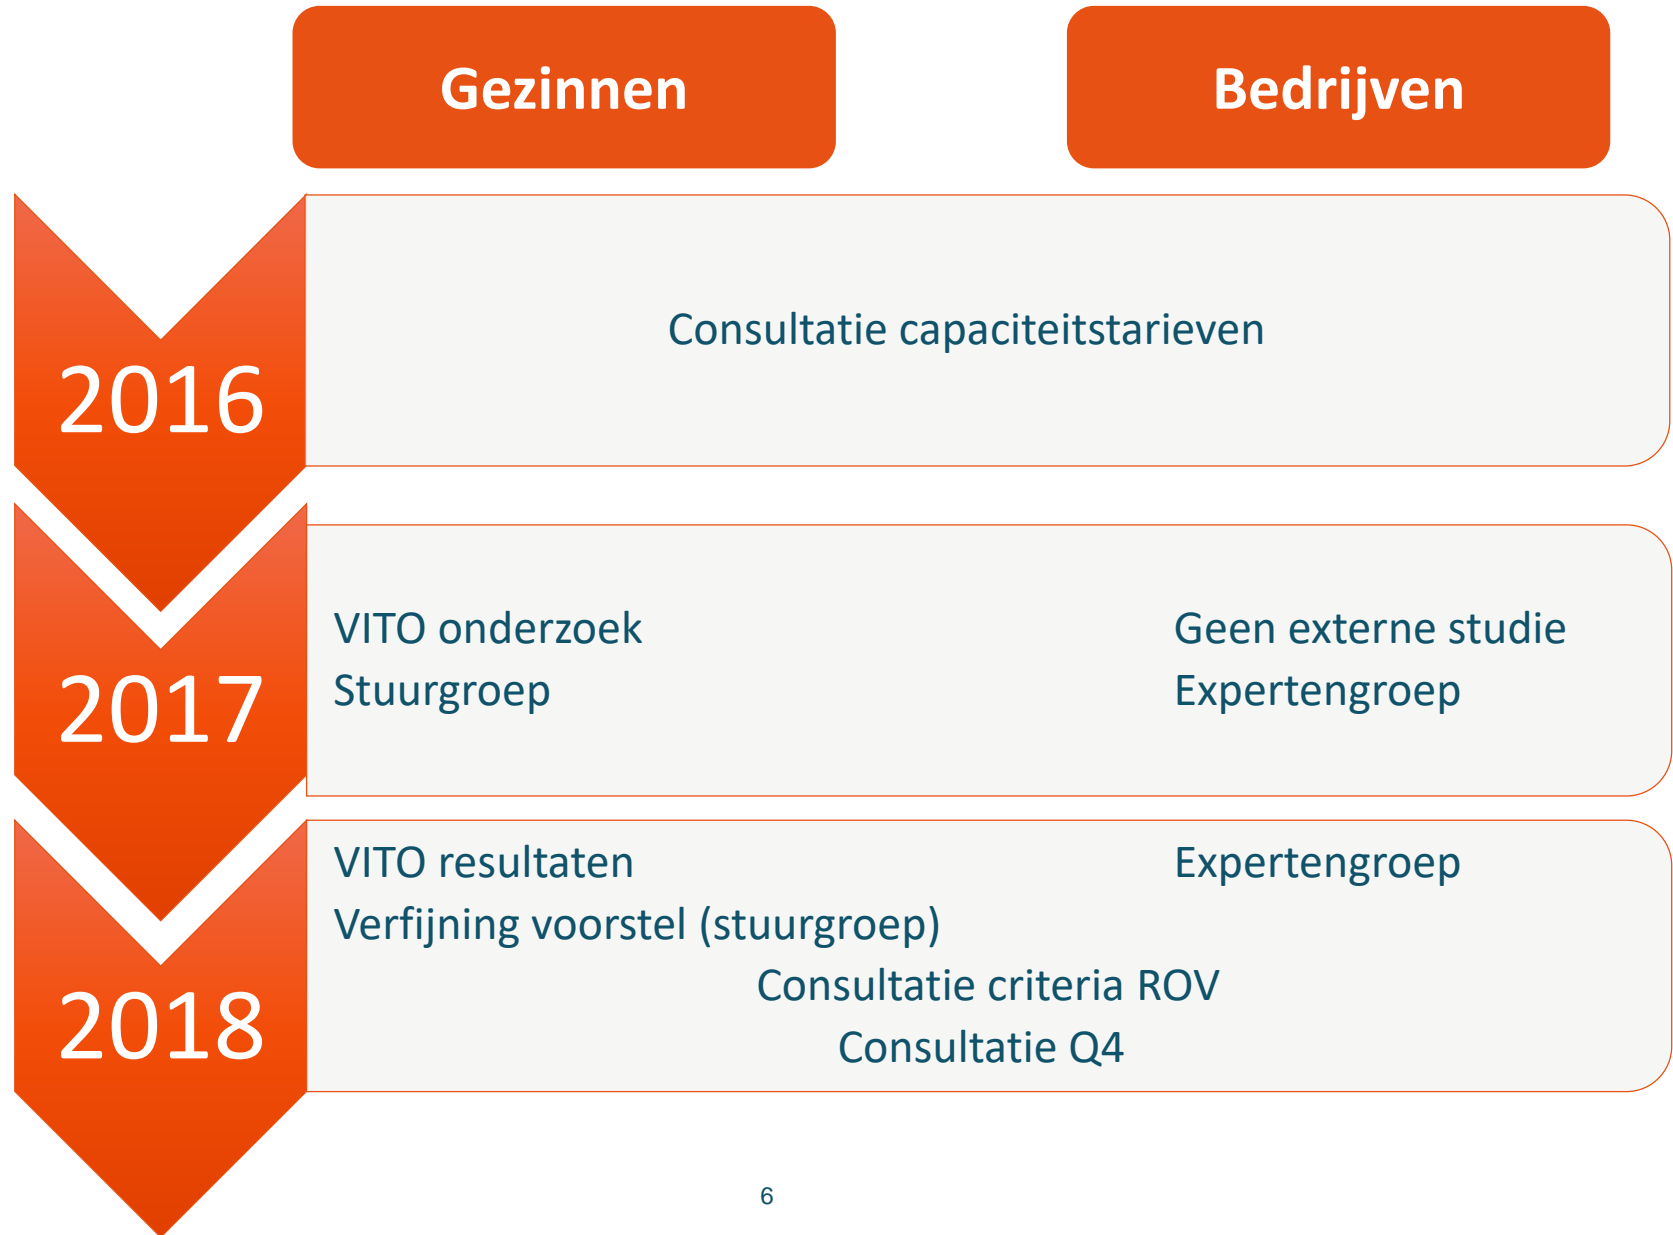 Gezinnen
Bedrijven
2016
Consultatie capaciteitstarieven
2017
VITO onderzoek
Geen externe studie
Stuurgroep
Expertengroep
2018
VITO resultaten
Expertengroep
Verfijning voorstel (stuurgroep)
Consultatie criteria ROV
Consultatie Q4
6